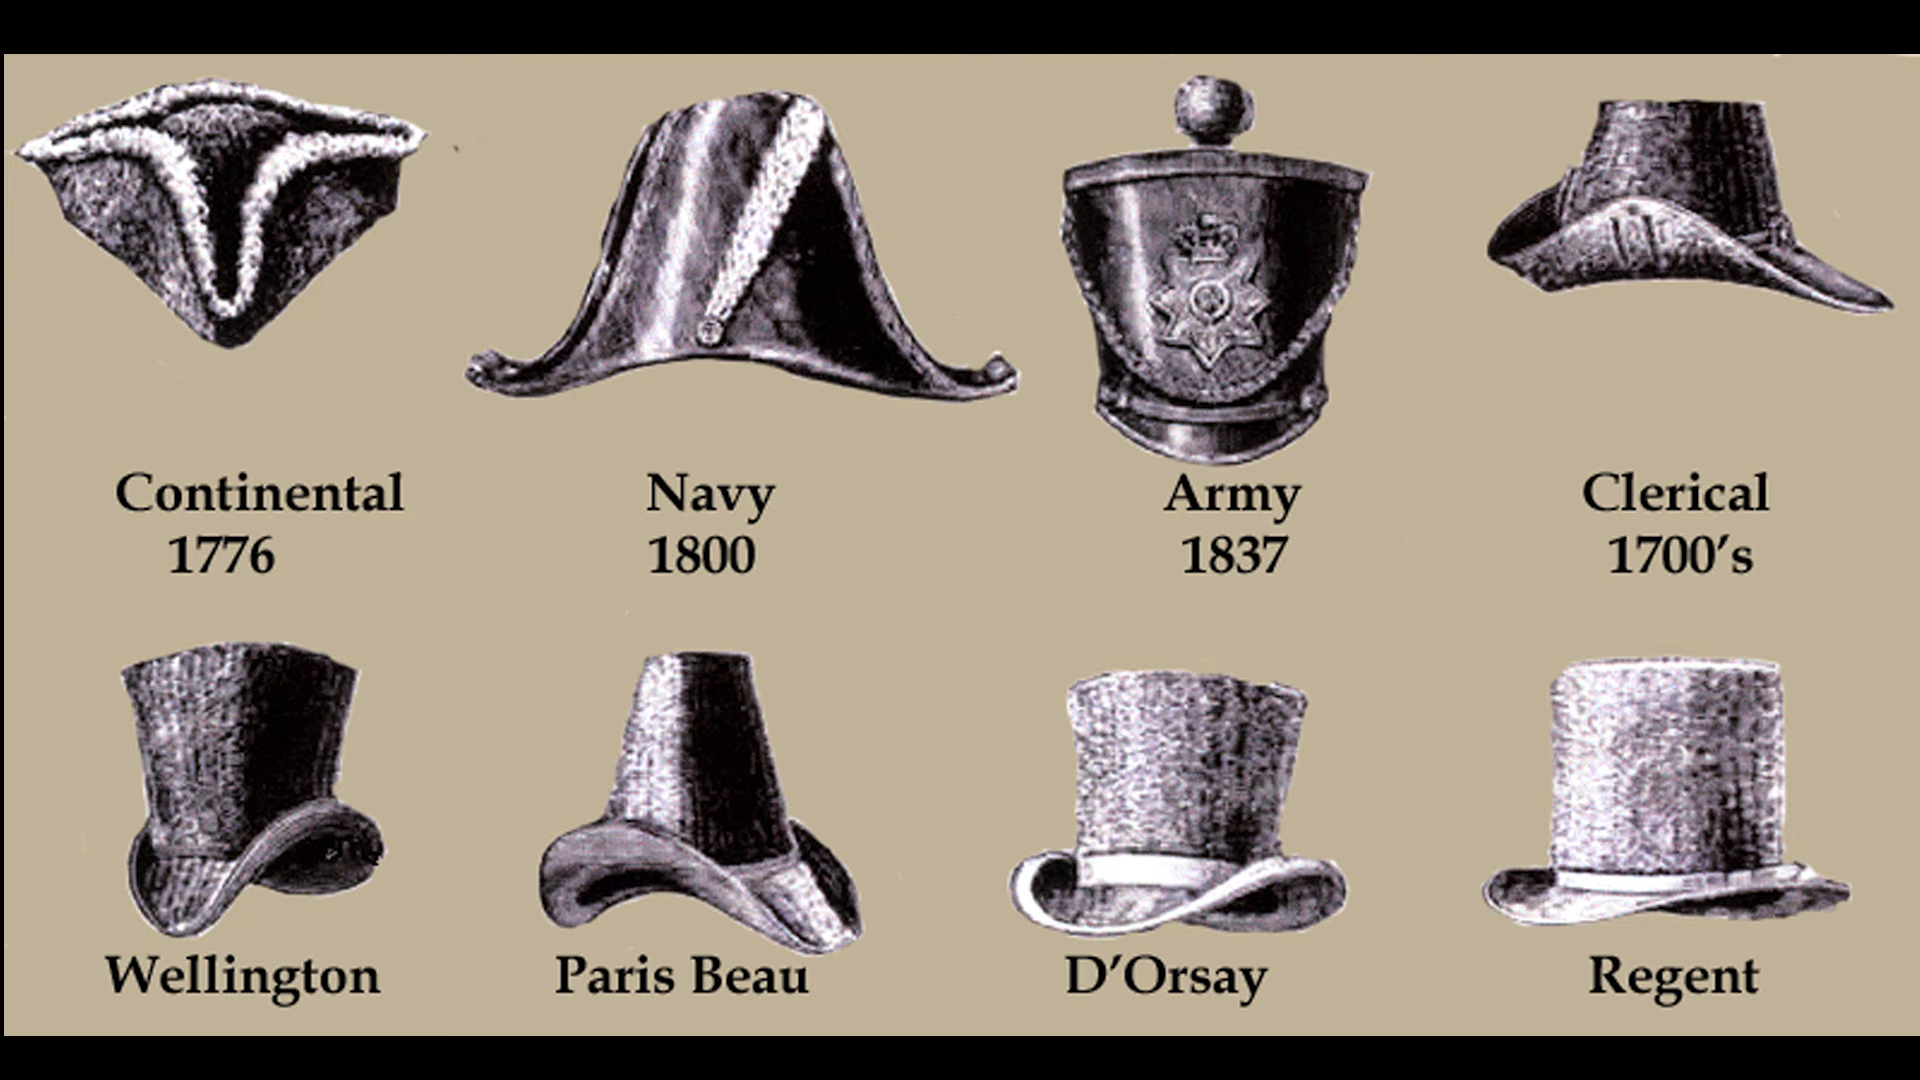 Continental
1776
Navy
1800
Army
1837
Clerical
1700’s
Wellington
Paris Beau
D’Orsay
Regent